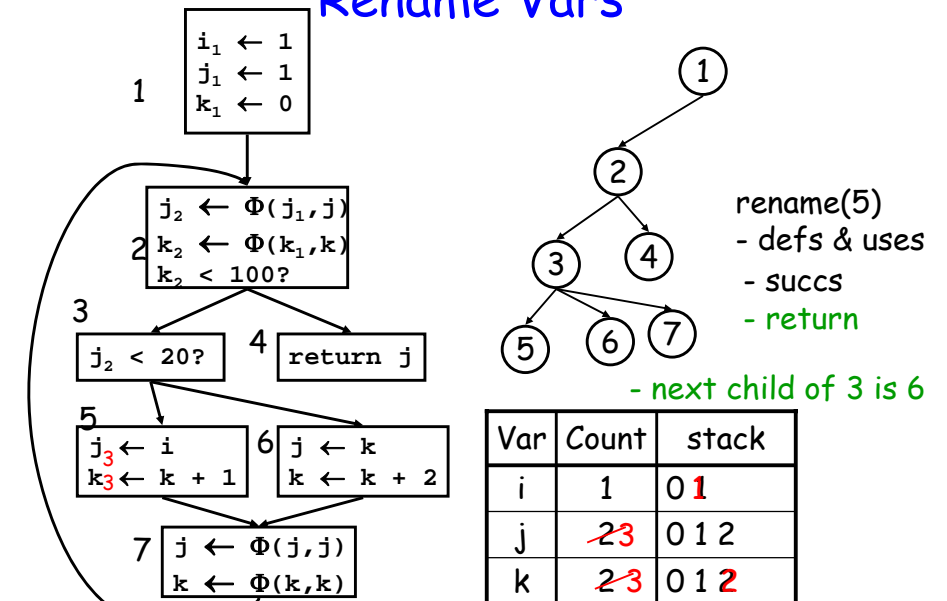 Rename Vars
1
i₁ ← 1
j₁ ← 1
k₁ ← 0
2
j₂ ← Φ(j₁,j)
k₂ ← Φ(k₁,k)
k₂ < 100?
3
j₂ < 20?
4
return j
5
j₃ ← i
k₃ ← k + 1
6
j ← k
k ← k + 2
7
j ← Φ(j,j)
k ← Φ(k,k)
1
2
3
4
5
6
7
rename(5)
- defs & uses
- succs
- return
- next child of 3 is 6
Var Count stack
i 1 0 1
j 2 3 0 1 2
k 2 3 0 1 2